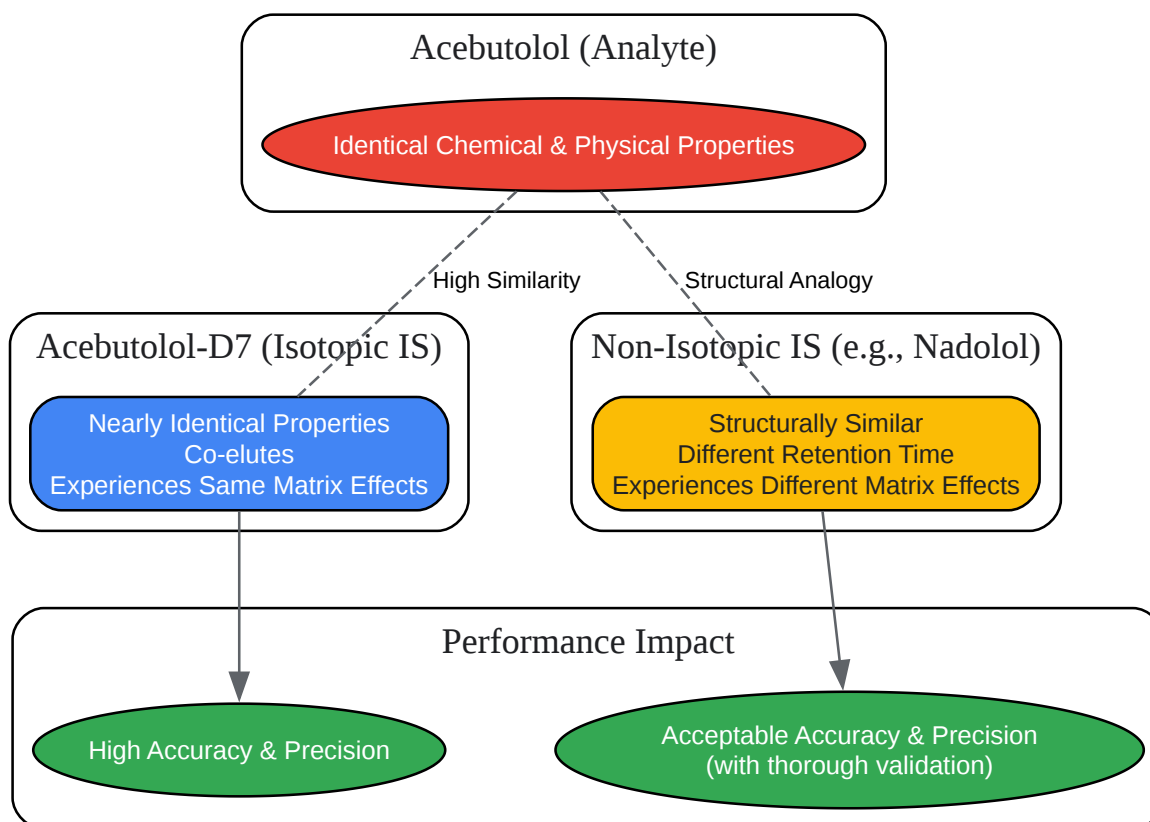 Acebutolol (Analyte)
Identical Chemical & Physical Properties
High Similarity
Structural Analogy
Acebutolol-D7 (Isotopic IS)
Non-Isotopic IS (e.g., Nadolol)
Nearly Identical Properties
Co-elutes
Experiences Same Matrix Effects
Structurally Similar
Different Retention Time
Experiences Different Matrix Effects
Performance Impact
High Accuracy & Precision
Acceptable Accuracy & Precision
(with thorough validation)